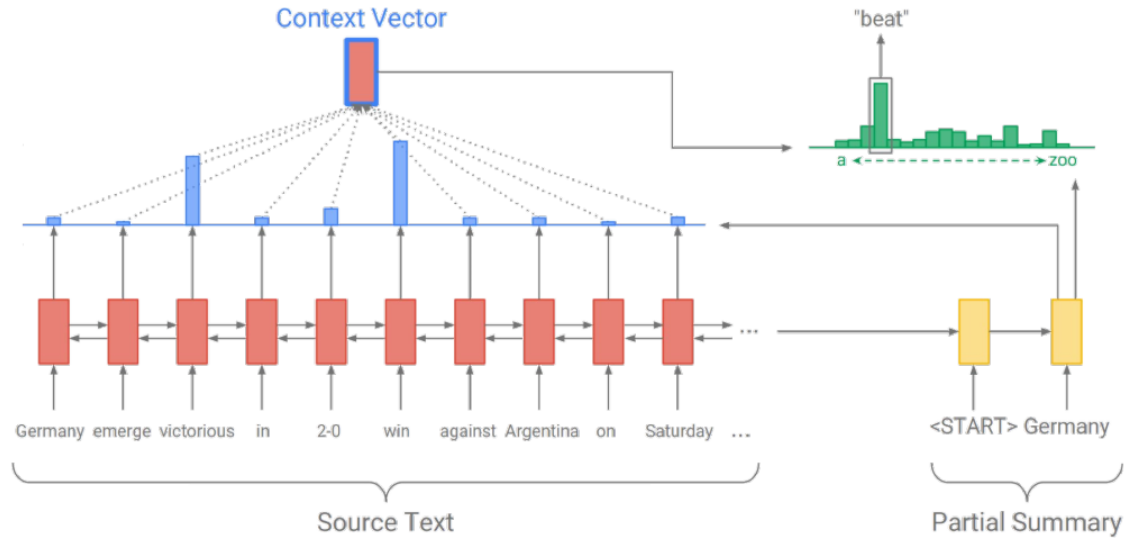 Context Vector
"beat"
a zoo
Germany emerge victorious in 2-0 win against Argentina on Saturday ...
...
<START> Germany
Source Text
Partial Summary